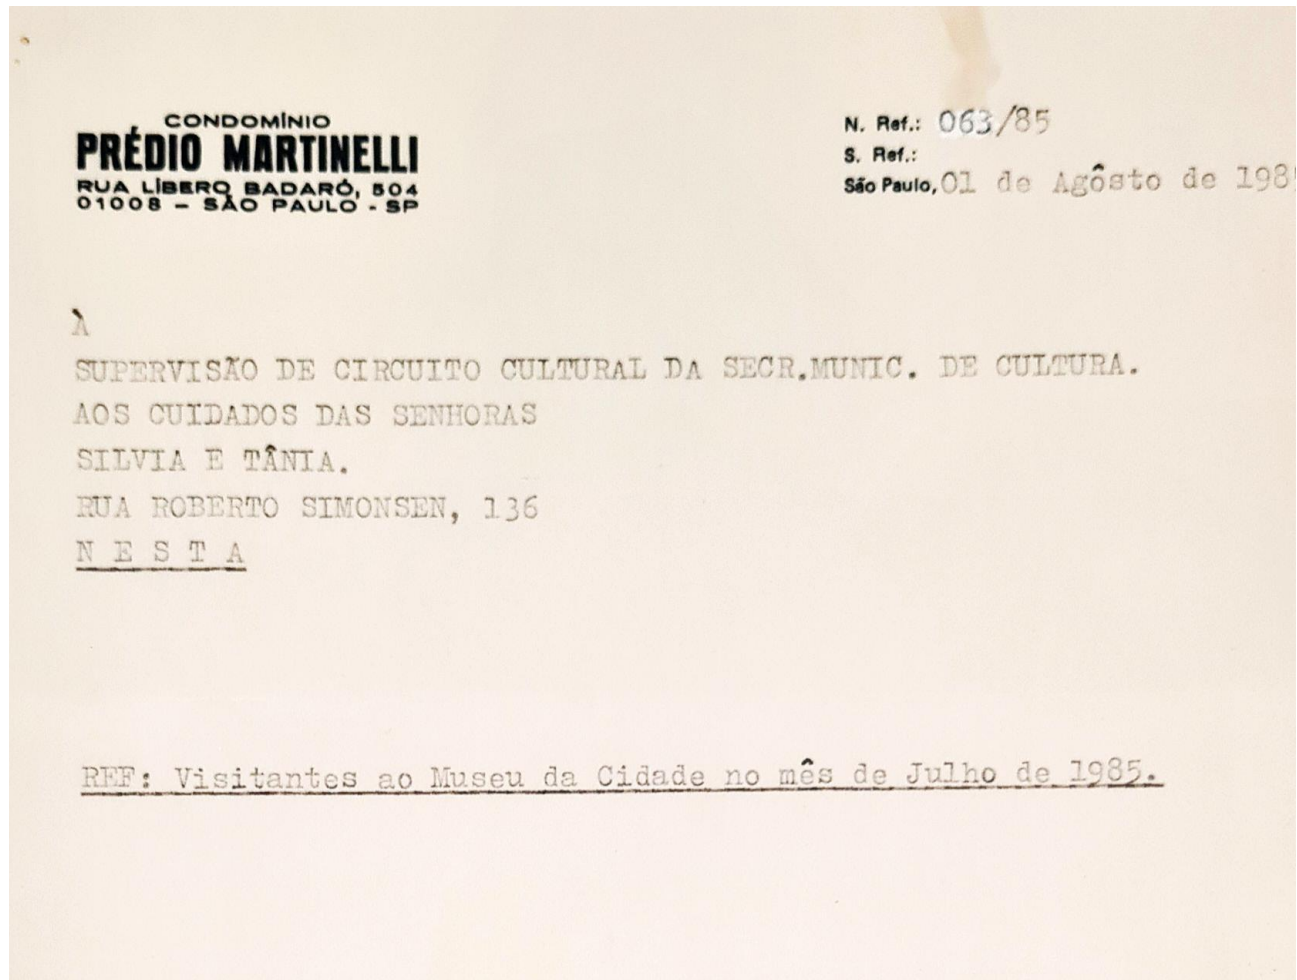 CONDOMÍNIO
PRÉDIO MARTINELLI
RUA LÍBERO BADARÓ, 504
01008 – SÃO PAULO - SP
N. Ref.: 063/85
S. Ref.:
São Paulo, 01 de Agôsto de 1985
À
SUPERVISÃO DE CIRCUITO CULTURAL DA SECR.MUNIC. DE CULTURA.
AOS CUIDADOS DAS SENHORAS
SILVIA E TÂNIA.
RUA ROBERTO SIMONSEN, 136
N E S T A
REF: Visitantes ao Museu da Cidade no mês de Julho de 1985.